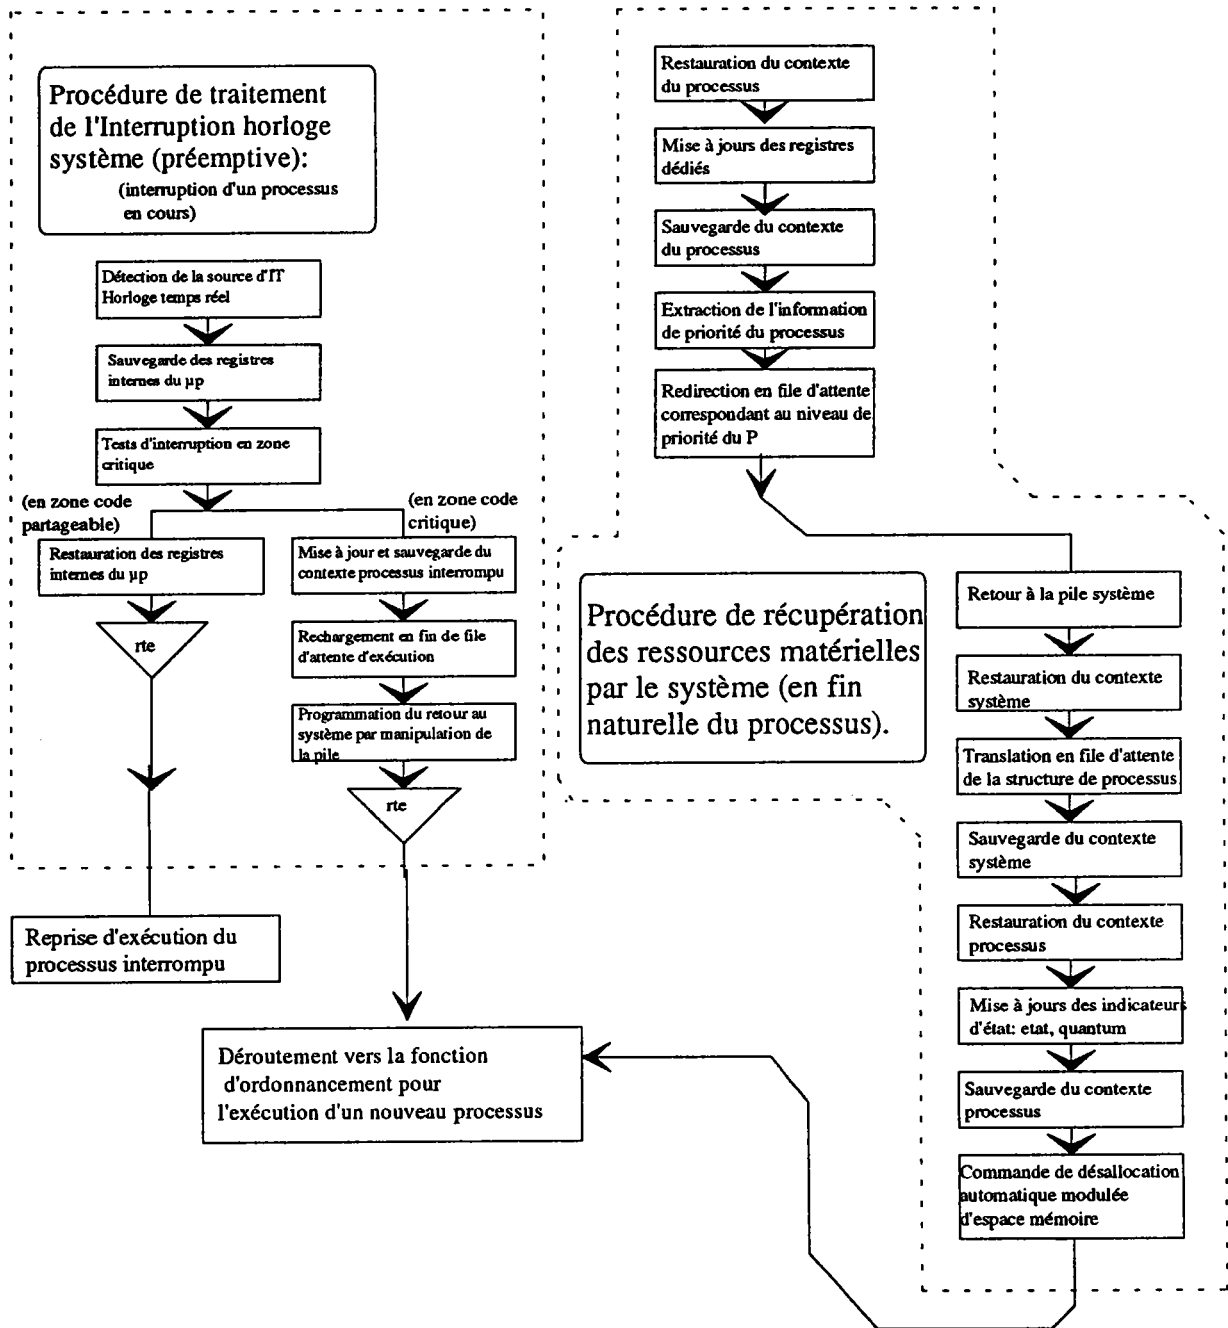 Procédure de traitement
de l'Interruption horloge
système (préemptive):
(interruption d'un processus
en cours)
Détection de la source d'IT
Horloge temps réel
Sauvegarde des registres
internes du µp
Tests d'interruption en zone
critique
(en zone code
partageable)
(en zone code
critique)
Restauration des registres
internes du µp
rte
Mise à jour et sauvegarde du
contexte processus interrompu
Rechargement en fin de file
d'attente d'exécution
Programmation du retour au
système par manipulation de
la pile
rte
Reprise d'exécution du
processus interrompu
Déroutement vers la fonction
d'ordonnancement pour
l'exécution d'un nouveau processus
Restauration du contexte
du processus
Mise à jours des registres
dédiés
Sauvegarde du contexte
du processus
Extraction de l'information
de priorité du processus
Redirection en file d'attente
correspondant au niveau de
priorité du P
Procédure de récupération
des ressources matérielles
par le système (en fin
naturelle du processus).
Retour à la pile système
Restauration du contexte
système
Translation en file d'attente
de la structure de processus
Sauvegarde du contexte
système
Restauration du contexte
processus
Mise à jours des indicateurs
d'état: etat, quantum
Sauvegarde du contexte
processus
Commande de désallocation
automatique modulée
d'espace mémoire